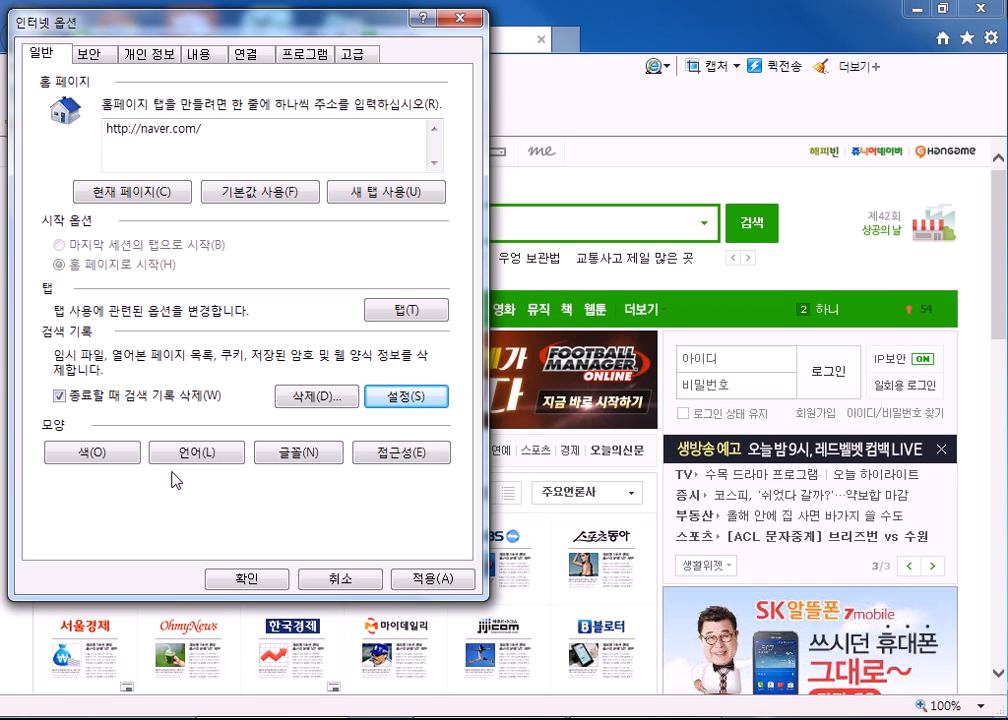 인터넷 옵션
일반
보안
개인 정보
내용
연결
프로그램
고급
홈 페이지
홈페이지 탭을 만들려면 한 줄에 하나씩 주소를 입력하십시오(R).
http://naver.com/
현재 페이지(C)
기본값 사용(F)
새 탭 사용(U)
시작 옵션
마지막 세션의 탭으로 시작(B)
홈 페이지로 시작(H)
탭
탭 사용에 관련된 옵션을 변경합니다.
탭(T)
검색 기록
임시 파일, 열어본 페이지 목록, 쿠키, 저장된 암호 및 웹 양식 정보를 삭
제합니다.
종료할 때 검색 기록 삭제(W)
삭제(D)...
설정(S)
모양
색(O)
언어(L)
글꼴(N)
접근성(E)
확인
취소
적용(A)
캡처
퀵전송
더보기+
me
해피빈
쥬니어네이버
HANGAME
검색
제42회
상공의 날
우엉 보관법
교통사고 제일 많은 곳
영화 뮤직 책 웹툰 더보기
2 하니
54
FOOTBALL
MANAGER
ONLINE
지금 바로 시작하기
아이디
비밀번호
로그인
IP보안 ON
일회용 로그인
로그인 상태 유지
회원가입
아이디/비밀번호 찾기
연예 스포츠 경제 오늘의신문
생방송 예고 오늘 밤 9시, 레드벨벳 컴백 LIVE
TV 수목 드라마 프로그램 오늘 하이라이트
증시 코스피, '쉬었다 갈까?'…약보합 마감
부동산 올해 안에 집 사면 바가지 쓸 수도
스포츠 [ACL 문자중계] 브리즈번 vs 수원
주요언론사
생활위젯
3/3
BS
스포츠동아
서울경제
OhmyNews
한국경제
마이데일리
jjijcom
블로터
SK알뜰폰 7mobile
쓰시던 휴대폰
그대로~
100%